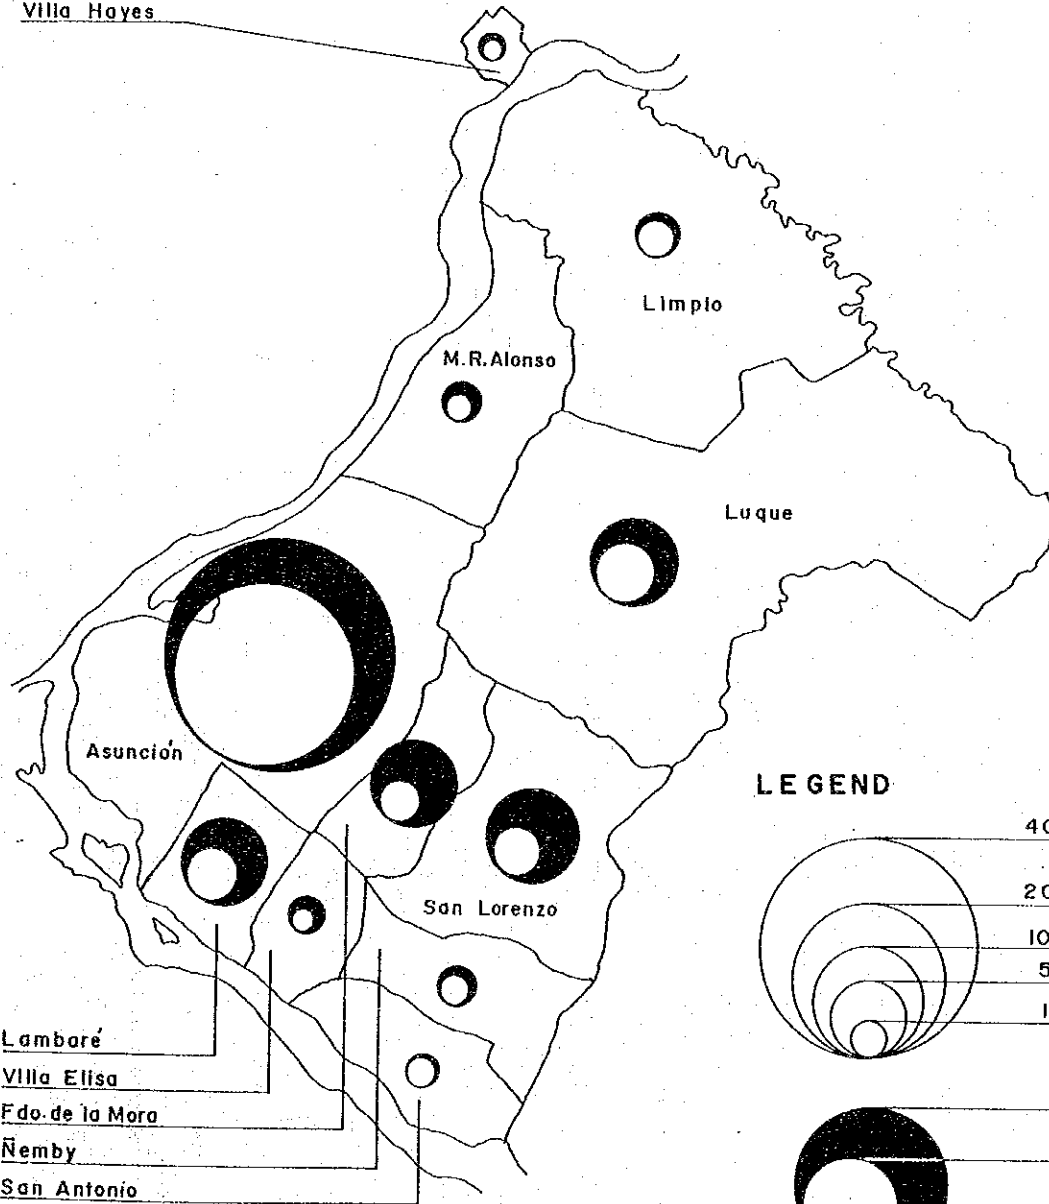 Villa Hayes
Limpio
M.R.Alonso
Luque
Asunción
LEGEND
San Lorenzo
Lambaré
Villa Elisa
Fdo. de la Mora
Ñemby
San Antonio